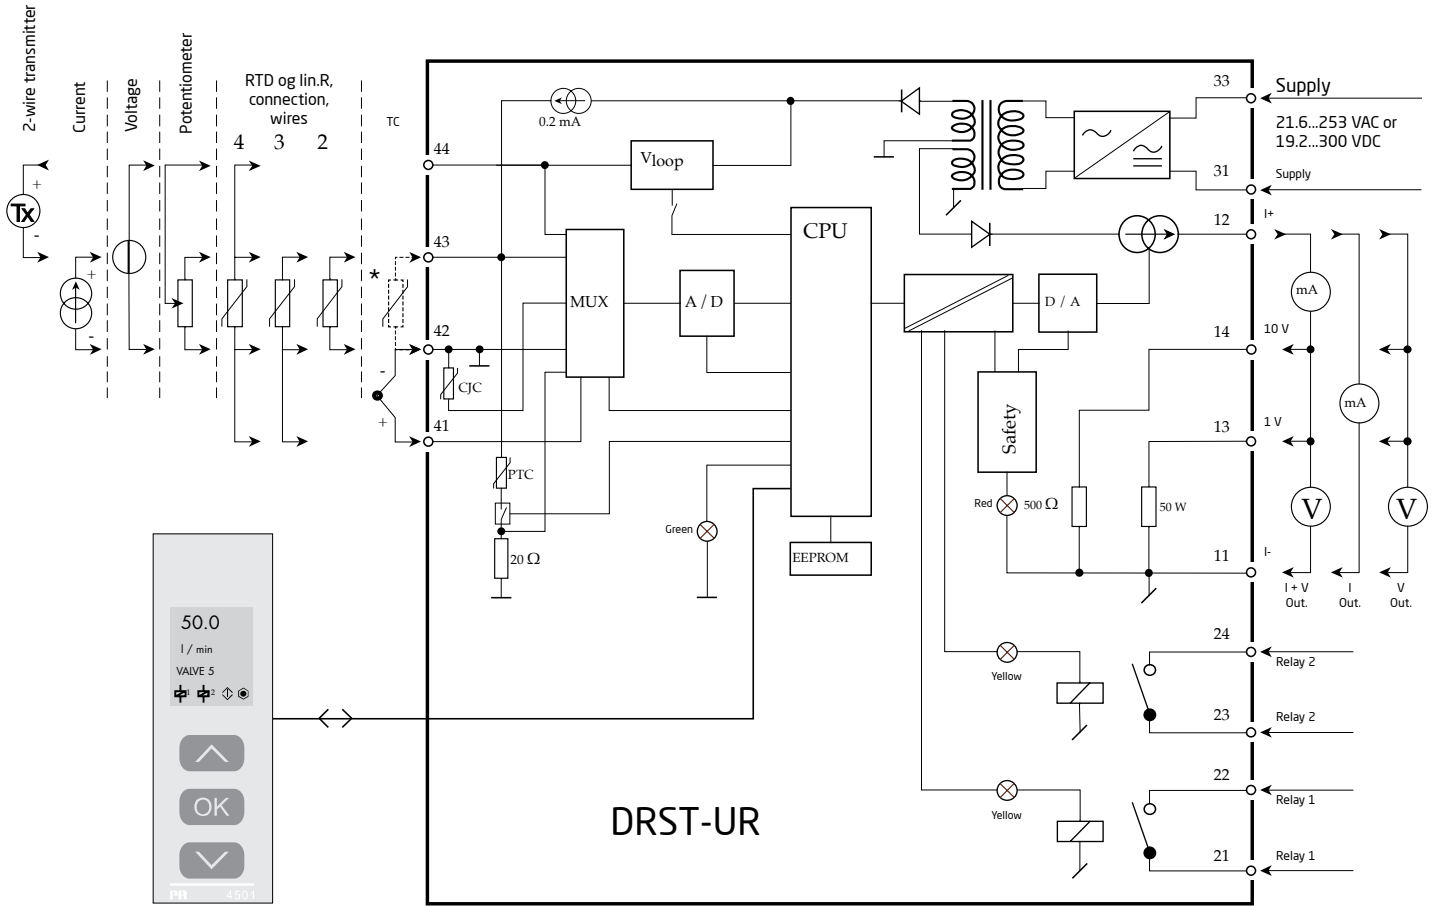 2-wire transmitter
Current
Voltage
Potentiometer
RTD og lin.R,
connection,
wires
4 3 2
TC
+
Tx
-
+
-
*
-
+
44
43
42
41
0.2 mA
Vloop
MUX
A / D
CPU
CJC
PTC
20 Ω
Green
EEPROM
D / A
Safety
Red
500 Ω
50 W
33
Supply
21.6...253 VAC or
19.2...300 VDC
31
Supply
12
I+
mA
14
10 V
mA
13
1 V
V
V
11
I-
I + V
Out.
I
Out.
V
Out.
24
Relay 2
Yellow
23
Relay 2
22
Relay 1
Yellow
21
Relay 1
DRST-UR
50.0
l / min
VALVE 5
1 2
OK
PR 4501